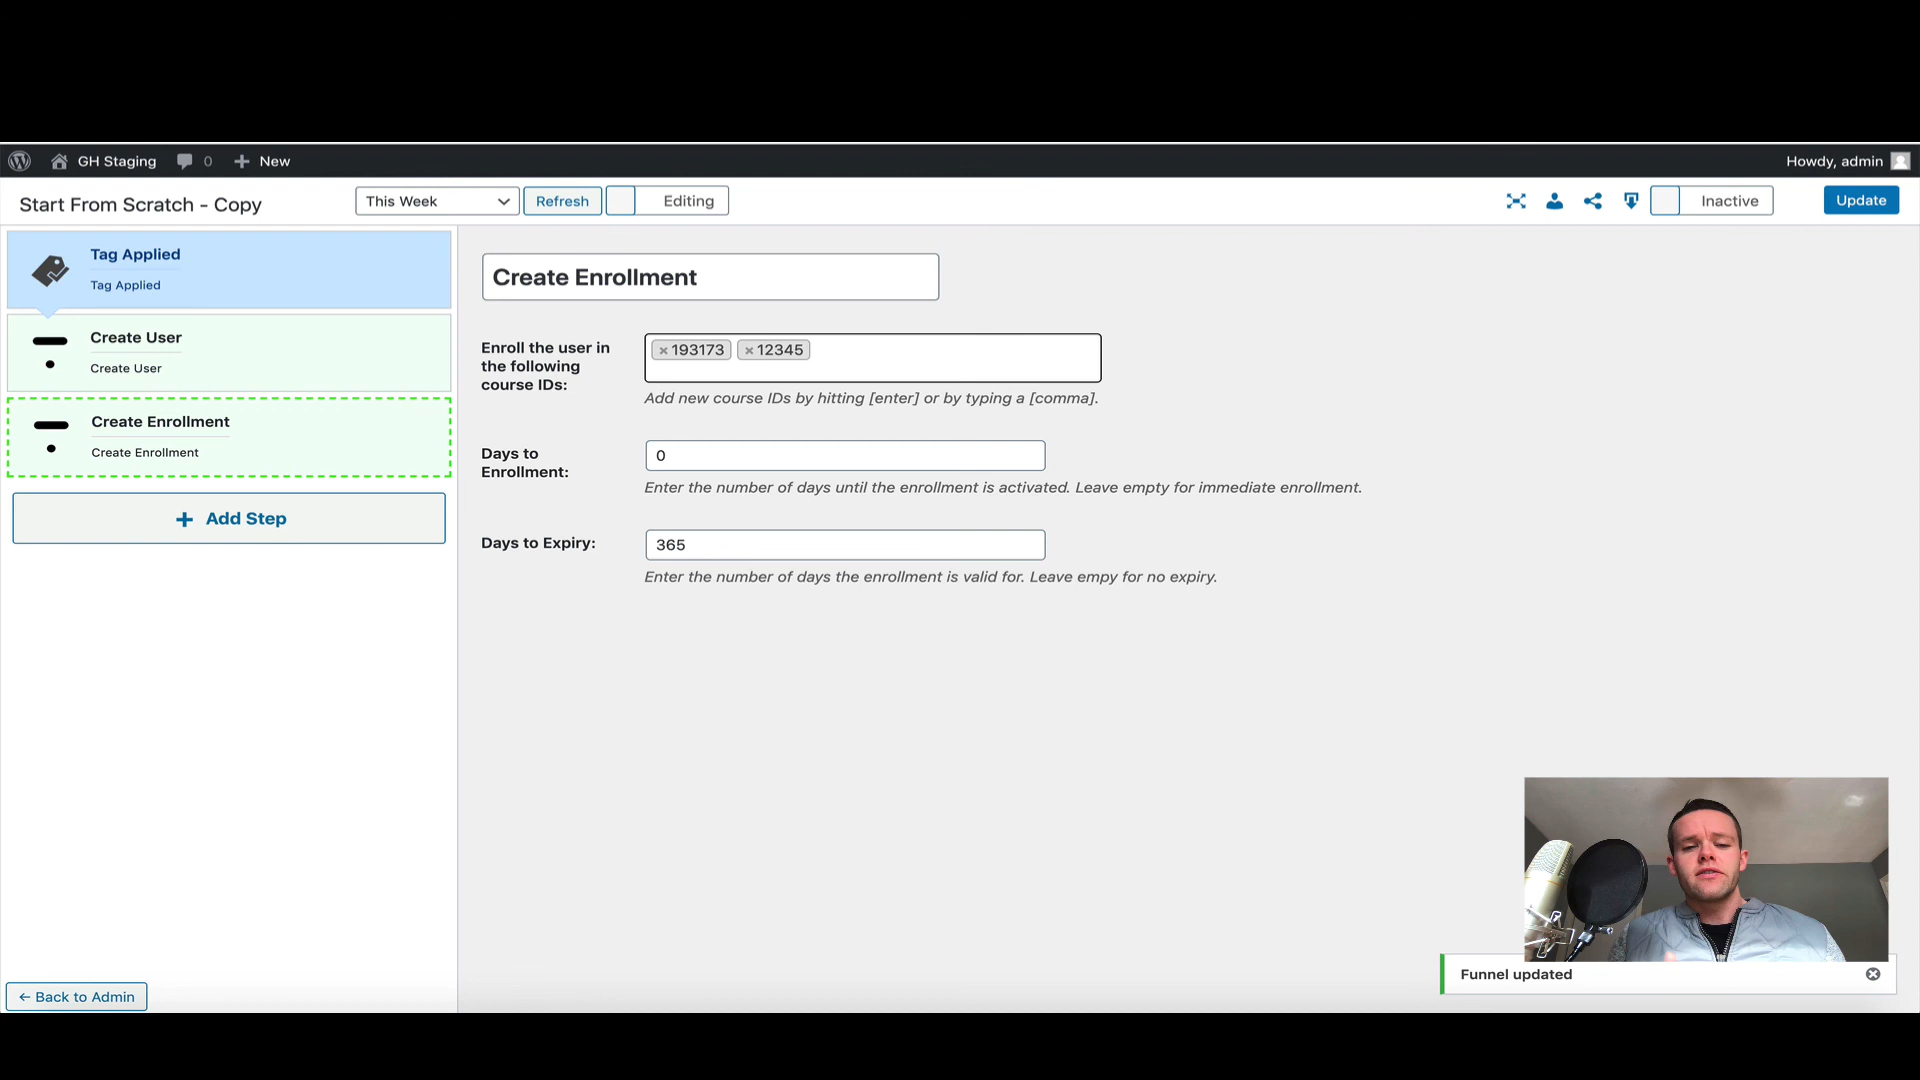 GH Staging 0 New Howdy, admin
Start From Scratch - Copy This Week Refresh Editing Inactive Update
Tag Applied
Tag Applied
Create User
Create User
Create Enrollment
Create Enrollment
+ Add Step
← Back to Admin
Create Enrollment
Enroll the user in
the following
course IDs:
× 193173 × 12345
Add new course IDs by hitting [enter] or by typing a [comma].
Days to
Enrollment:
0
Enter the number of days until the enrollment is activated. Leave empty for immediate enrollment.
Days to Expiry:
365
Enter the number of days the enrollment is valid for. Leave empy for no expiry.
Funnel updated